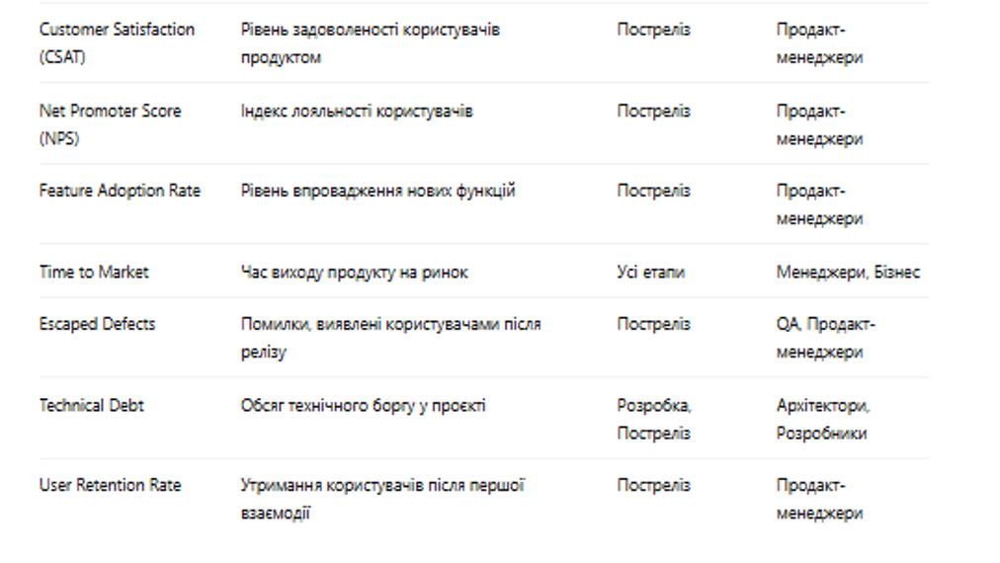 Customer Satisfaction Рівень задоволеності користувачів Постреліз Продакт-
(CSAT) продуктом менеджери
Net Promoter Score Індекс лояльності користувачів Постреліз Продакт-
(NPS) менеджери
Feature Adoption Rate Рівень впровадження нових функцій Постреліз Продакт-
менеджери
Time to Market Час виходу продукту на ринок Усі етапи Менеджери, Бізнес
Escaped Defects Помилки, виявлені користувачами після Постреліз QA, Продакт-
релізу менеджери
Technical Debt Обсяг технічного боргу у проєкті Розробка, Архітектори,
Постреліз Розробники
User Retention Rate Утримання користувачів після першої Постреліз Продакт-
взаємодії менеджери